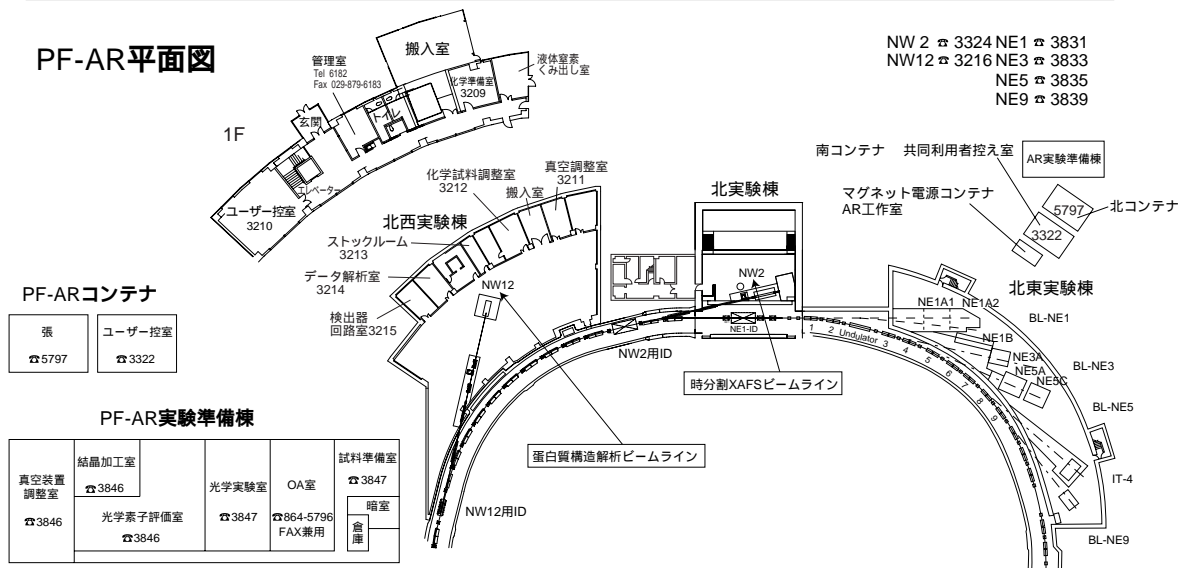 PF-AR平面図
NW 2 ☎ 3324 NE1 ☎ 3831
NW12 ☎ 3216 NE3 ☎ 3833
NE5 ☎ 3835
NE9 ☎ 3839
1F
搬入室
管理室
Tel 6182
Fax 029-879-6183
液体窒素
くみ出し室
化学準備室
3209
トイレ
玄関
エレベーター
ユーザー控室
3210
南コンテナ
共同利用者控え室
AR実験準備棟
マグネット電源コンテナ
AR工作室
5797
北コンテナ
3322
北西実験棟
化学試料調整室
3212
搬入室
真空調整室
3211
ストックルーム
3213
データ解析室
3214
検出器
回路室3215
NW12
北実験棟
NW2
NE1-ID
NW2用ID
1
2
Undulator
3
4
5
6
7
8
9
北東実験棟
NE1A1
NE1A2
BL-NE1
NE1B
NE3A
BL-NE3
NE5A
NE5C
BL-NE5
IT-4
BL-NE9
時分割XAFSビームライン
蛋白質構造解析ビームライン
NW12用ID
PF-ARコンテナ
張
☎5797
ユーザー控室
☎3322
PF-AR実験準備棟
真空装置
調整室
☎3846
結晶加工室
☎3846
光学素子評価室
☎3846
光学実験室
☎3847
OA室
☎864-5796
FAX兼用
試料準備室
☎3847
暗室
倉庫